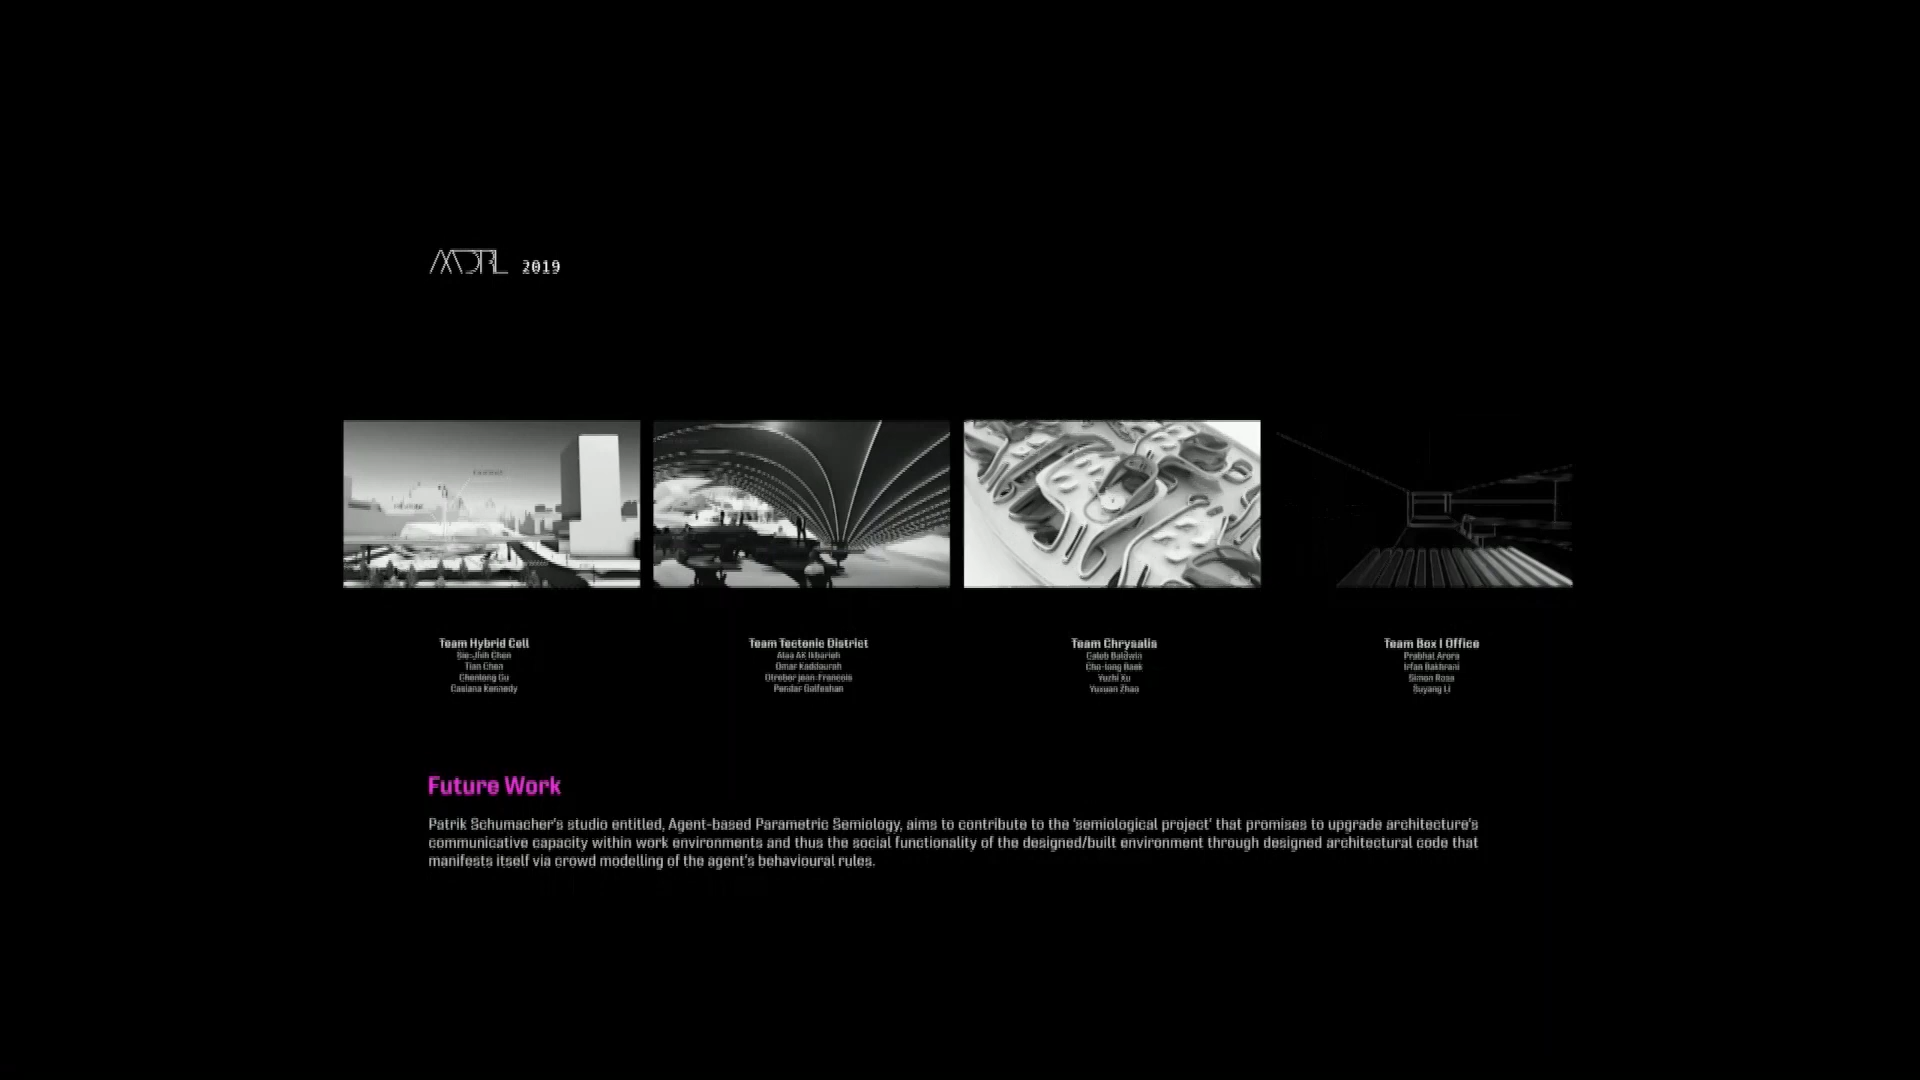 2019
Team Hybrid Cell
Team Tectonic District
Team Chrysalis
Team Box | Office
Tian Chen
Chenlong Gu
Casiana Kennedy
Omar Kaddourah
Otrebor jean-Francois
Pendar Golfeshan
Caleb Baldwin
Yuzhi Xu
Yuxuan Zhao
Prabhat Arora
Irfan Bakhrani
Simon Rosa
Suyang Li
Future Work
Patrik Schumacher's studio entitled, Agent-based Parametric Semiology, aims to contribute to the 'semiological project' that promises to upgrade architecture's
communicative capacity within work environments and thus the social functionality of the designed/built environment through designed architectural code that
manifests itself via crowd modelling of the agent's behavioural rules.